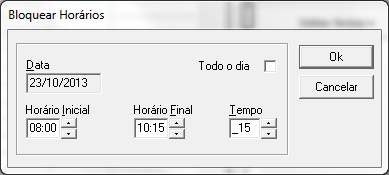 Bloquear Horários
Data
Todo o dia
Ok
23/10/2013
Cancelar
Horário Inicial
Horário Final
Tempo
08:00
10:15
_15